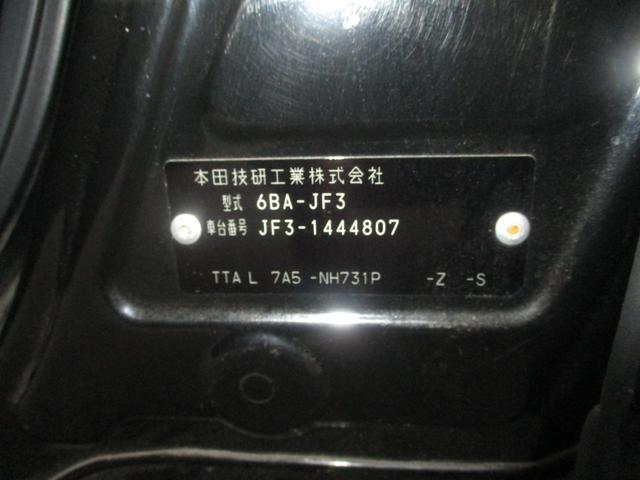 本田技研工業株式会社
型式 6BA-JF3
車台番号 JF3-1444807
TTA L 7A5 -NH731P -Z -S